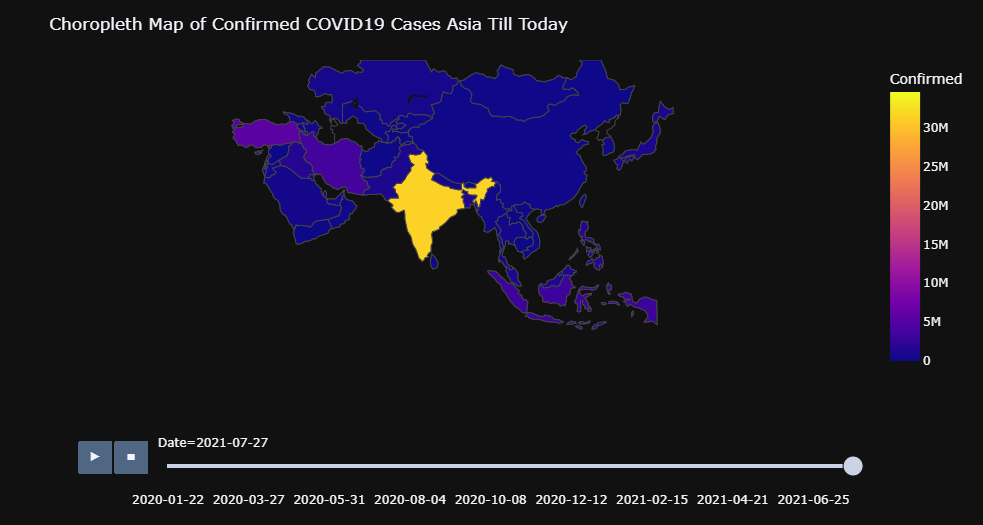 Choropleth Map of Confirmed COVID19 Cases Asia Till Today
Confirmed
30M
25M
20M
15M
10M
5M
0
Date=2021-07-27
2020-01-22 2020-03-27 2020-05-31 2020-08-04 2020-10-08 2020-12-12 2021-02-15 2021-04-21 2021-06-25